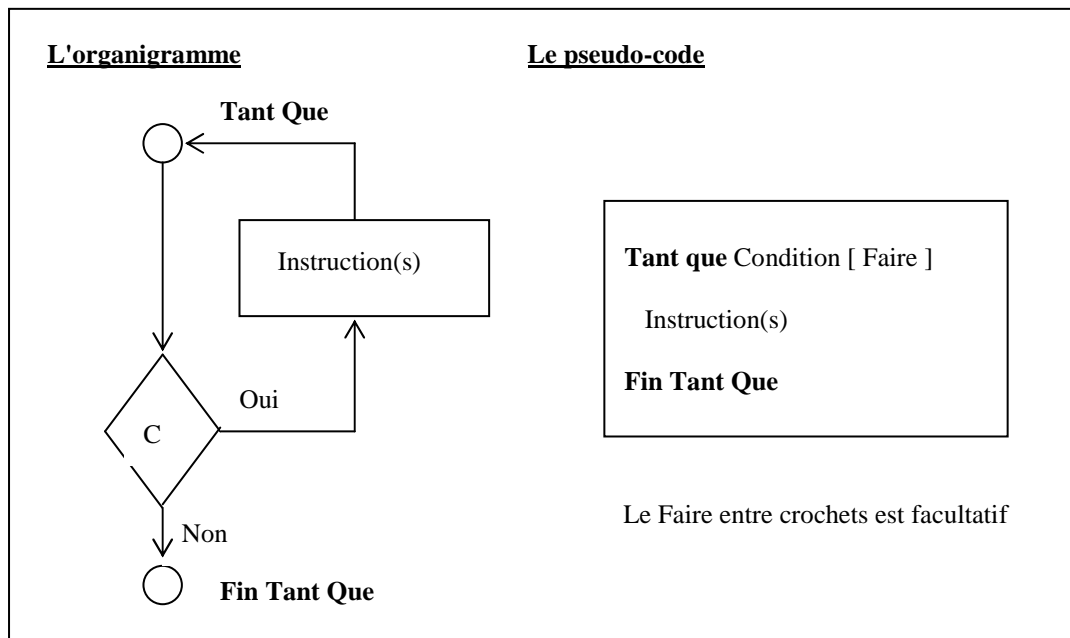 L'organigramme
Le pseudo-code
Tant Que
Instruction(s)
C
Oui
Non
Fin Tant Que
Tant que Condition [ Faire ]
Instruction(s)
Fin Tant Que
Le Faire entre crochets est facultatif